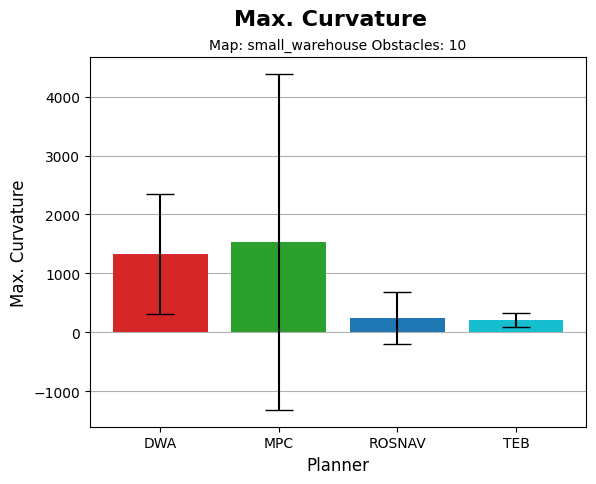 Max. Curvature
Map: small_warehouse Obstacles: 10
4000
3000
2000
1000
0
−1000
Max. Curvature
DWA MPC ROSNAV TEB
Planner